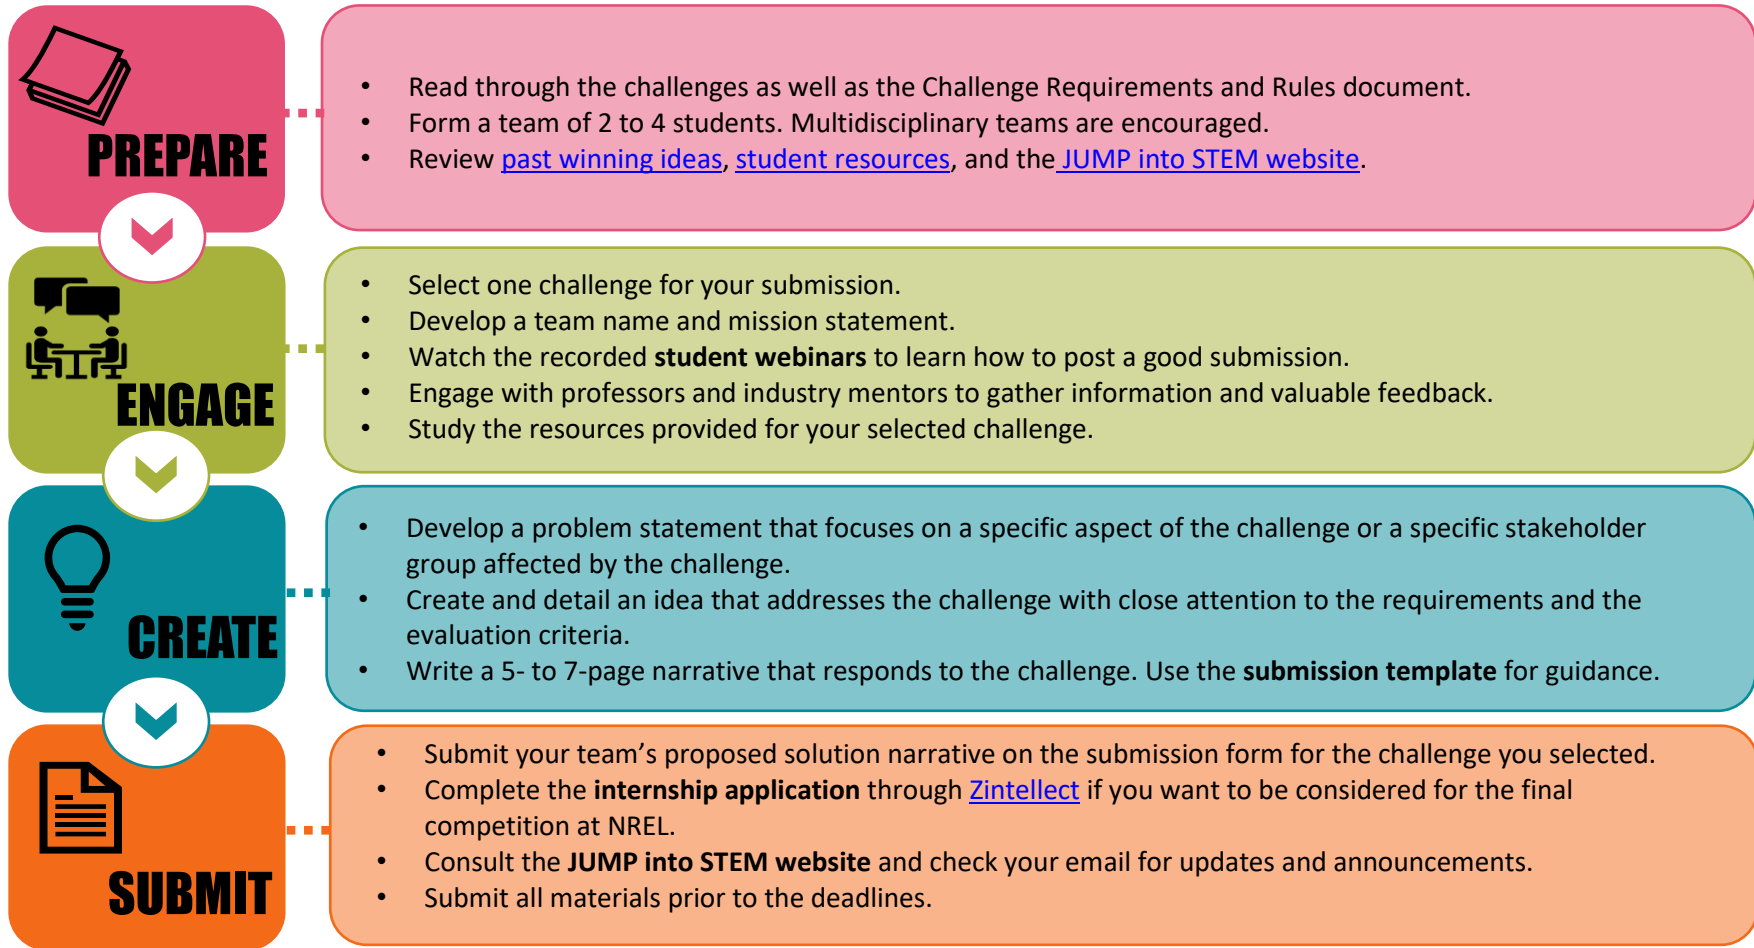 PREPARE
• Read through the challenges as well as the Challenge Requirements and Rules document.
• Form a team of 2 to 4 students. Multidisciplinary teams are encouraged.
• Review past winning ideas, student resources, and the JUMP into STEM website.
ENGAGE
• Select one challenge for your submission.
• Develop a team name and mission statement.
• Watch the recorded student webinars to learn how to post a good submission.
• Engage with professors and industry mentors to gather information and valuable feedback.
• Study the resources provided for your selected challenge.
CREATE
• Develop a problem statement that focuses on a specific aspect of the challenge or a specific stakeholder
group affected by the challenge.
• Create and detail an idea that addresses the challenge with close attention to the requirements and the
evaluation criteria.
• Write a 5- to 7-page narrative that responds to the challenge. Use the submission template for guidance.
SUBMIT
• Submit your team’s proposed solution narrative on the submission form for the challenge you selected.
• Complete the internship application through Zintellect if you want to be considered for the final
competition at NREL.
• Consult the JUMP into STEM website and check your email for updates and announcements.
• Submit all materials prior to the deadlines.